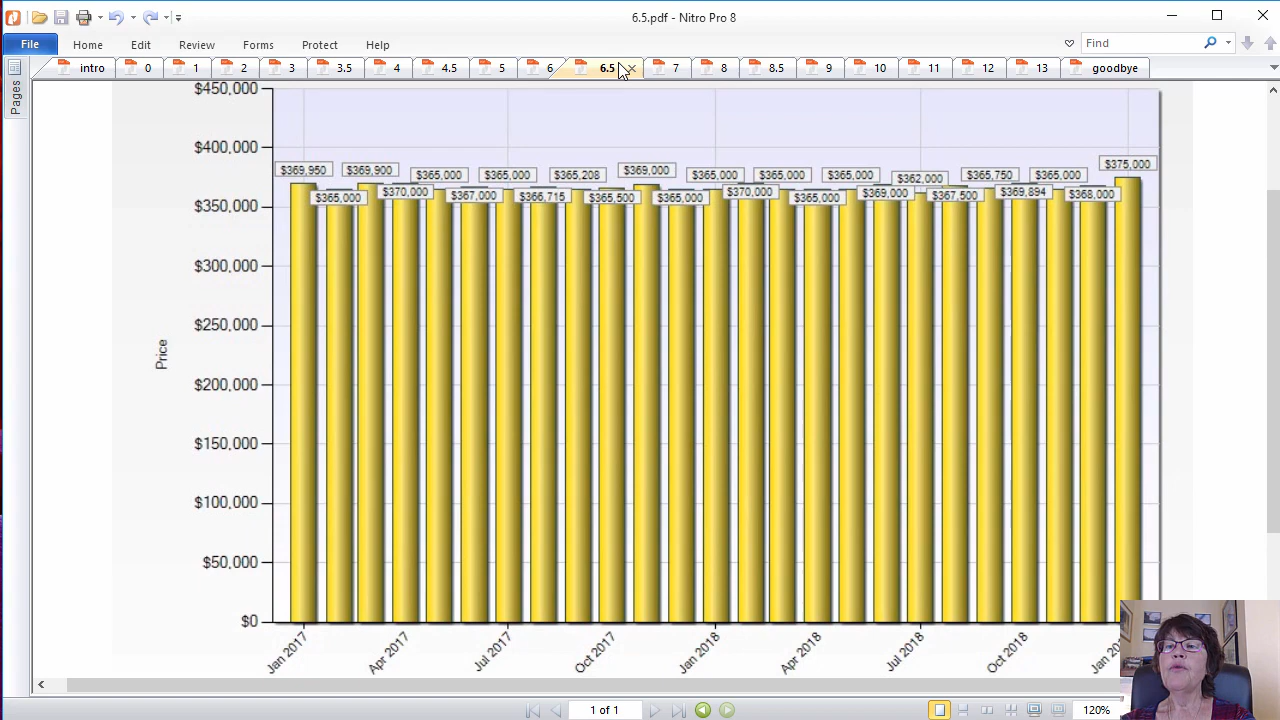 6.5.pdf - Nitro Pro 8
File Home Edit Review Forms Protect Help Find
Pages intro 0 1 2 3 3.5 4 4.5 5 6 6.5 7 8 8.5 9 10 11 12 13 goodbye
$450,000
$400,000
$350,000
$300,000
$250,000
$200,000
$150,000
$100,000
$50,000
$0
Price
$369,950 $369,900 $365,000 $365,000 $365,208 $369,000 $365,000 $365,000 $365,000 $362,000 $365,750 $365,000 $375,000
$365,000 $370,000 $367,000 $366,715 $365,500 $365,000 $370,000 $365,000 $369,000 $367,500 $369,894 $368,000
Jan 2017 Apr 2017 Jul 2017 Oct 2017 Jan 2018 Apr 2018 Jul 2018 Oct 2018 Jan
1 of 1 120%